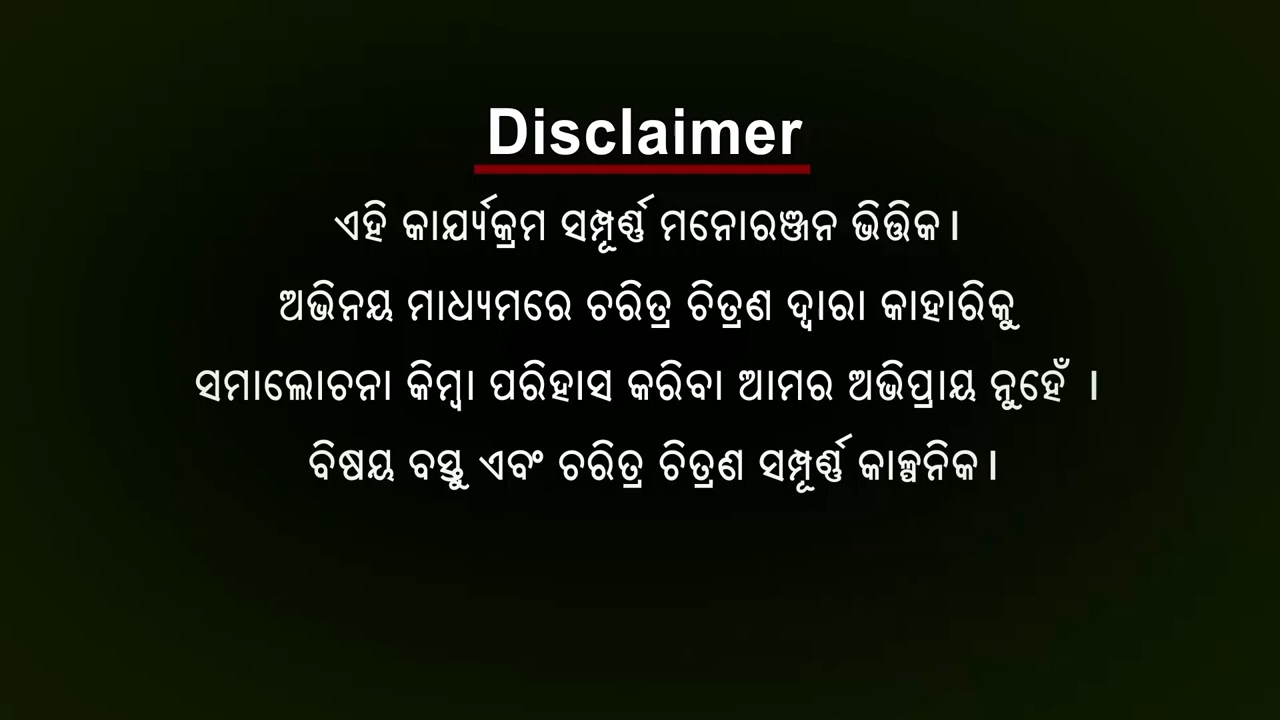 Disclaimer
ଏହି କାର୍ଯ୍ୟକ୍ରମ ସମ୍ପୂର୍ଣ୍ଣ ମନୋରଞ୍ଜନ ଭିତ୍ତିକ।
ଅଭିନୟ ମାଧ୍ୟମରେ ଚରିତ୍ର ଚିତ୍ରଣ ଦ୍ୱାରା କାହାରିକୁ
ସମାଲୋଚନା କିମ୍ବା ପରିହାସ କରିବା ଆମର ଅଭିପ୍ରାୟ ନୁହେଁ ।
ବିଷୟ ବସ୍ତୁ ଏବଂ ଚରିତ୍ର ଚିତ୍ରଣ ସମ୍ପୂର୍ଣ୍ଣ କାଳ୍ପନିକ।